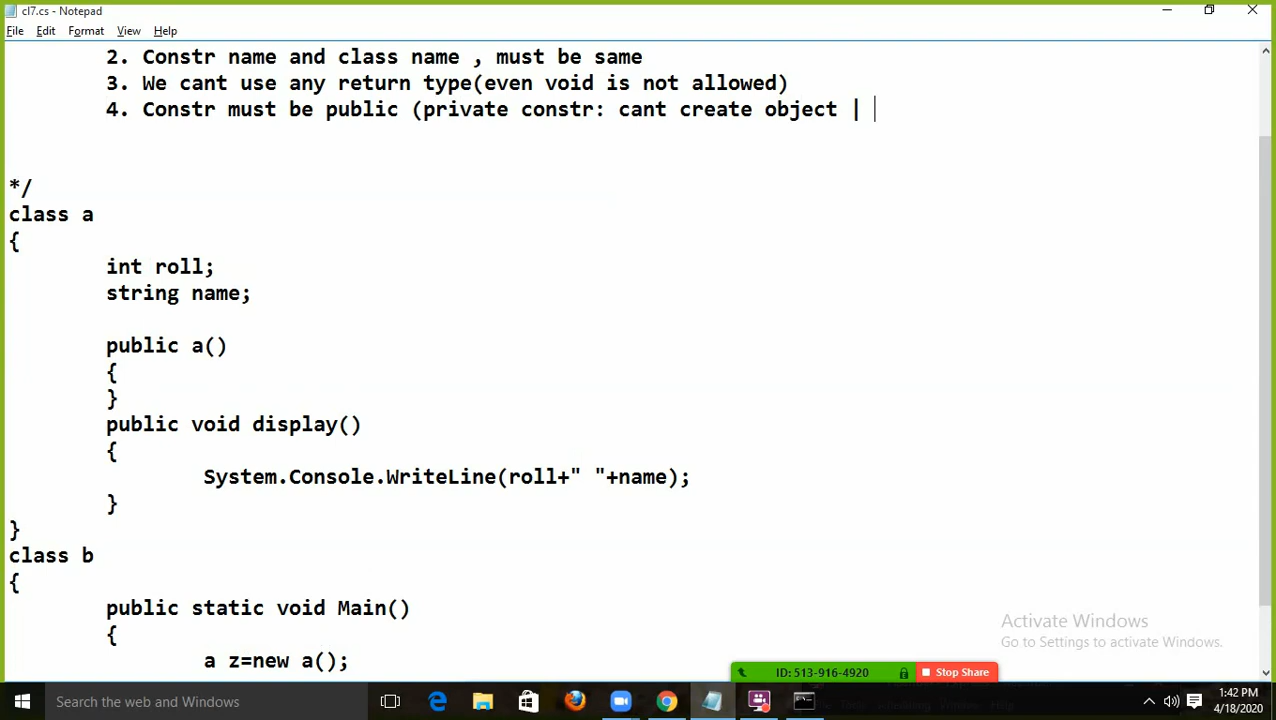 cl7.cs - Notepad
File Edit Format View Help
2. Constr name and class name , must be same
3. We cant use any return type(even void is not allowed)
4. Constr must be public (private constr: cant create object |
*/
class a
{
int roll;
string name;
public a()
{
}
public void display()
{
System.Console.WriteLine(roll+" "+name);
}
}
class b
{
public static void Main()
{
a z=new a();
Activate Windows
Go to Settings to activate Windows.
ID: 513-916-4920 Stop Share
Search the web and Windows
1:42 PM
4/18/2020